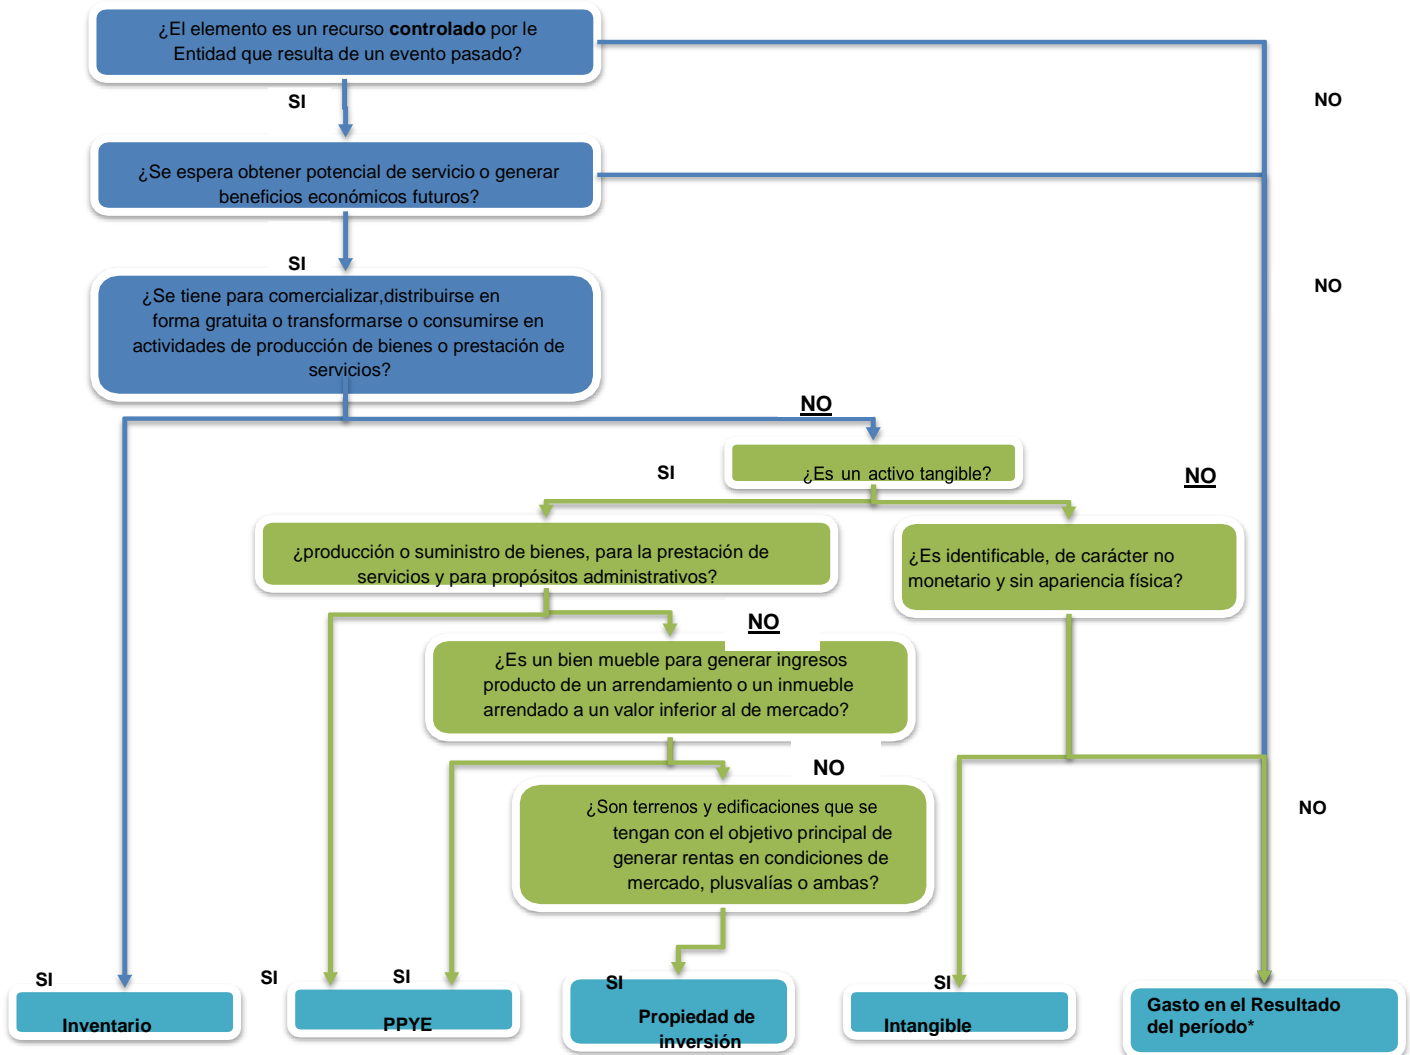 ¿El elemento es un recurso controlado por le
Entidad que resulta de un evento pasado?
SI
NO
¿Se espera obtener potencial de servicio o generar
beneficios económicos futuros?
SI
NO
¿Se tiene para comercializar,distribuirse en
forma gratuita o transformarse o consumirse en
actividades de producción de bienes o prestación de
servicios?
NO
¿Es un activo tangible?
SI
NO
¿producción o suministro de bienes, para la prestación de
servicios y para propósitos administrativos?
¿Es identificable, de carácter no
monetario y sin apariencia física?
NO
¿Es un bien mueble para generar ingresos
producto de un arrendamiento o un inmueble
arrendado a un valor inferior al de mercado?
NO
¿Son terrenos y edificaciones que se
tengan con el objetivo principal de
generar rentas en condiciones de
mercado, plusvalías o ambas?
NO
SI
SI
SI
SI
SI
Inventario
PPYE
Propiedad de
inversión
Intangible
Gasto en el Resultado
del período*